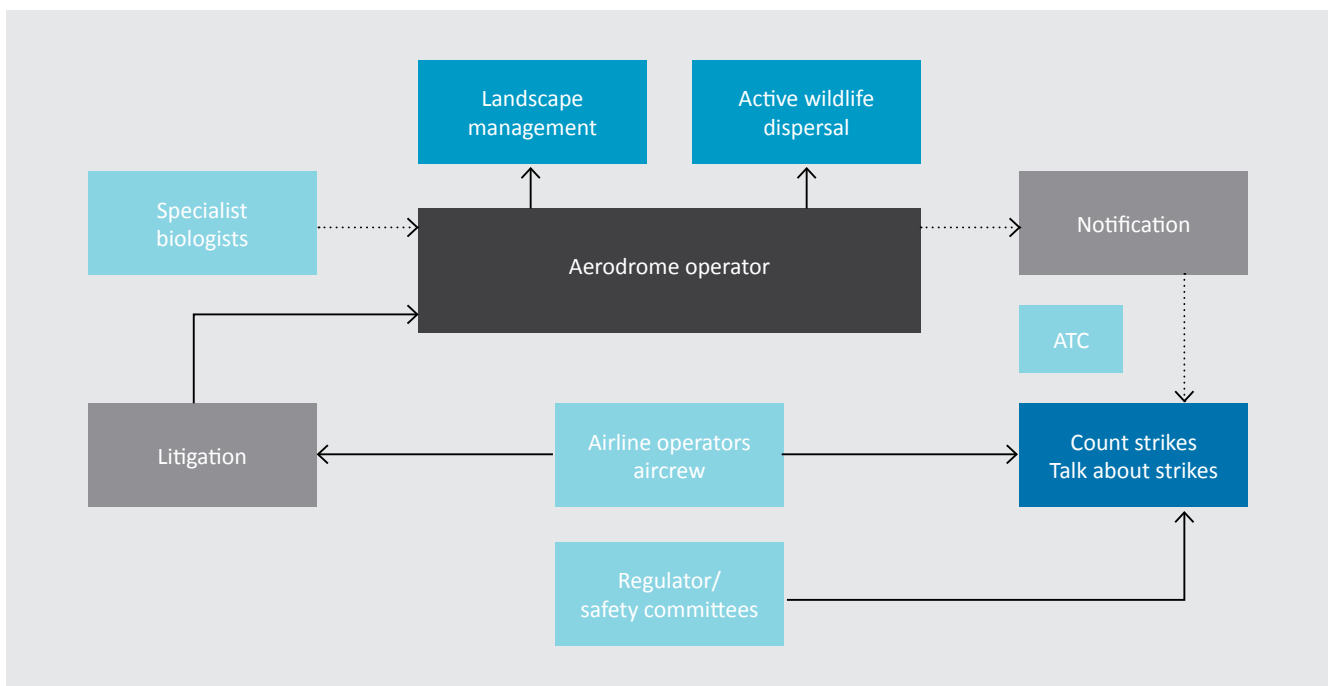 Landscape
management
Active wildlife
dispersal
Specialist
biologists
Aerodrome operator
Notification
ATC
Litigation
Airline operators
aircrew
Count strikes
Talk about strikes
Regulator/
safety committees